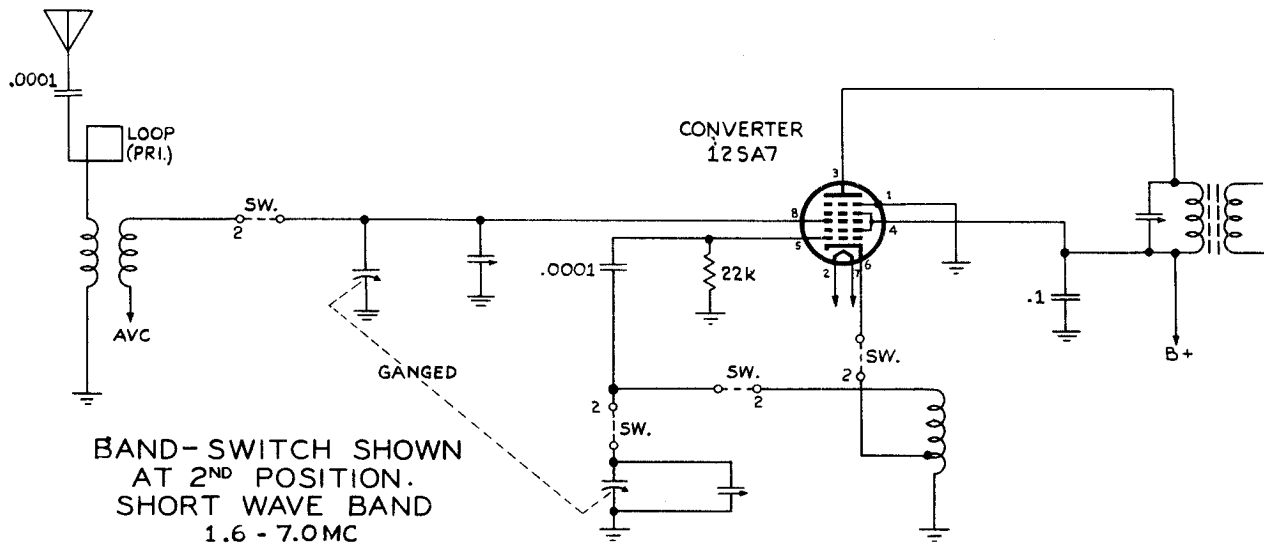 .0001
LOOP
(PRI.)
CONVERTER
12SA7
3
1
SW.
2
8
4
5
.0001
22K
2
7
6
.1
AVC
B+
GANGED
SW.
2
SW.
2
2
SW.
BAND-SWITCH SHOWN
AT 2ND POSITION.
SHORT WAVE BAND
1.6 - 7.0 MC